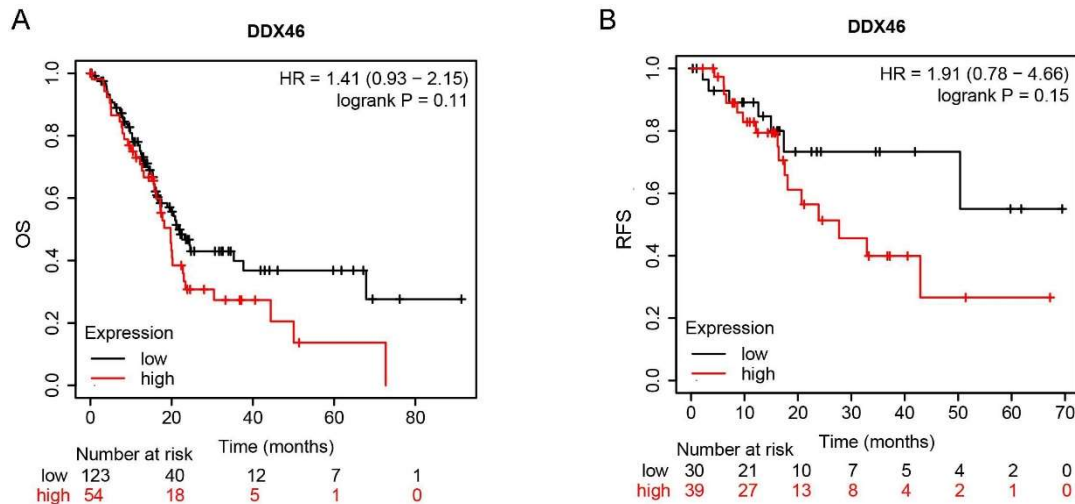 A
DDX46
HR = 1.41 (0.93 − 2.15)
logrank P = 0.11
OS
1.0
0.8
0.6
0.4
0.2
0.0
Expression
low
high
0 20 40 60 80
Time (months)
Number at risk
low 123 40 12 7 1
high 54 18 5 1 0
B
DDX46
HR = 1.91 (0.78 − 4.66)
logrank P = 0.15
RFS
1.0
0.8
0.6
0.4
0.2
0.0
Expression
low
high
0 10 20 30 40 50 60 70
Time (months)
Number at risk
low 30 21 10 7 5 4 2 0
high 39 27 13 8 4 2 1 0